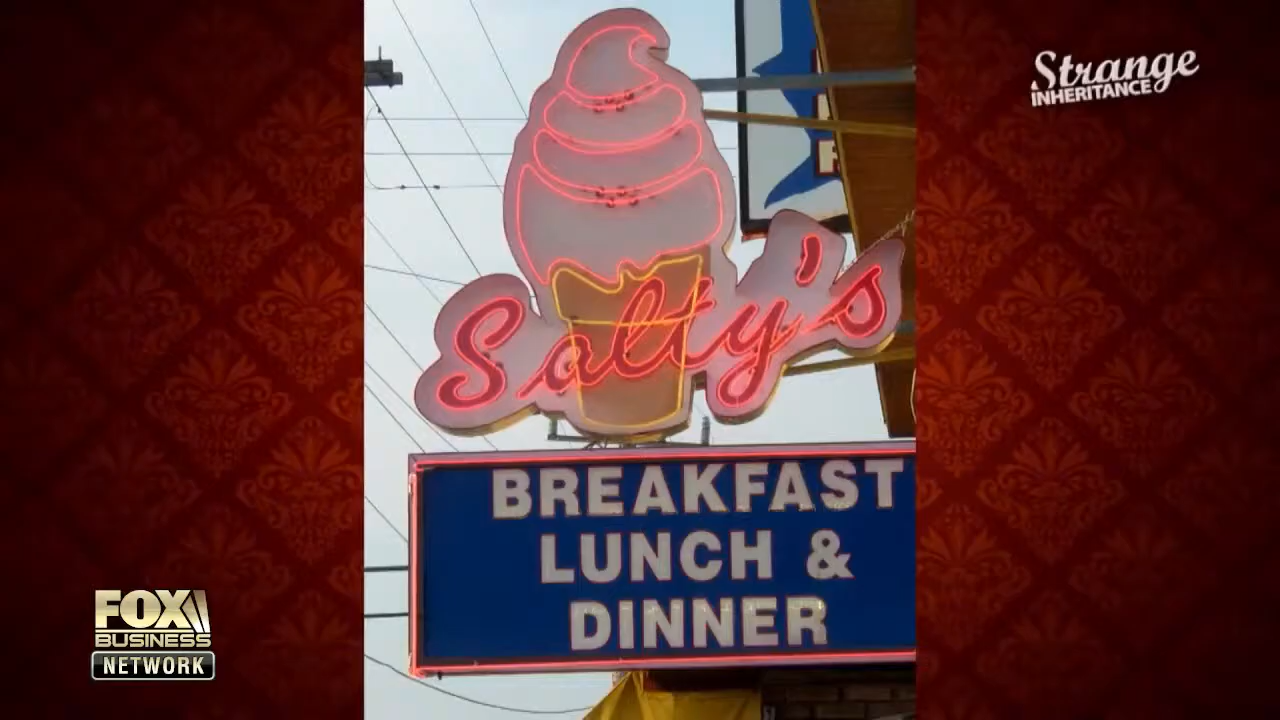 Strange
INHERITANCE
Salty's
BREAKFAST
LUNCH &
DINNER
FOX
BUSINESS
NETWORK